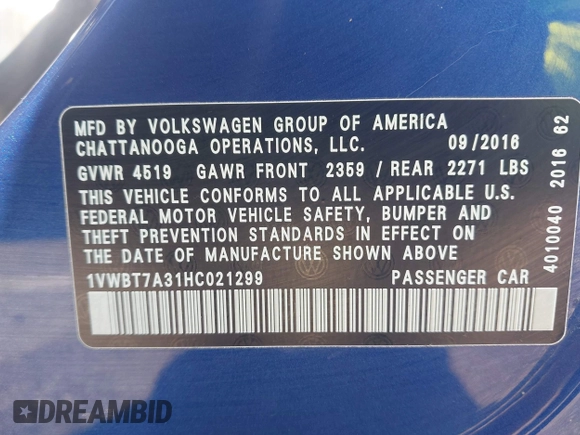 MFD BY VOLKSWAGEN GROUP OF AMERICA
CHATTANOOGA OPERATIONS, LLC. 09/2016
GVWR 4519 GAWR FRONT 2359 / REAR 2271 LBS
THIS VEHICLE CONFORMS TO ALL APPLICABLE U.S.
FEDERAL MOTOR VEHICLE SAFETY, BUMPER AND
THEFT PREVENTION STANDARDS IN EFFECT ON
THE DATE OF MANUFACTURE SHOWN ABOVE
1VWBT7A31HC021299 PASSENGER CAR
4010040 2016 62
DREAMBID